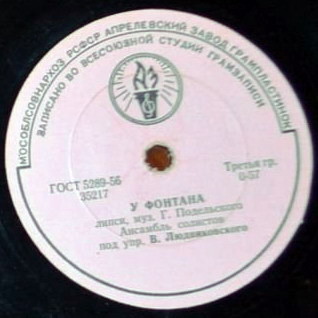 МОСОБЛСОВНАРХОЗ РСФСР АПРЕЛЕВСКИЙ ЗАВОД ГРАМПЛАСТИНОК
ЗАПИСАНО ВО ВСЕСОЮЗНОЙ СТУДИИ ГРАМЗАПИСИ
ГОСТ 5289-56
35217
Третья гр.
0-57
У ФОНТАНА
липси, муз. Г. Подельского
Ансамбль солистов
под упр. В. Людвиковского